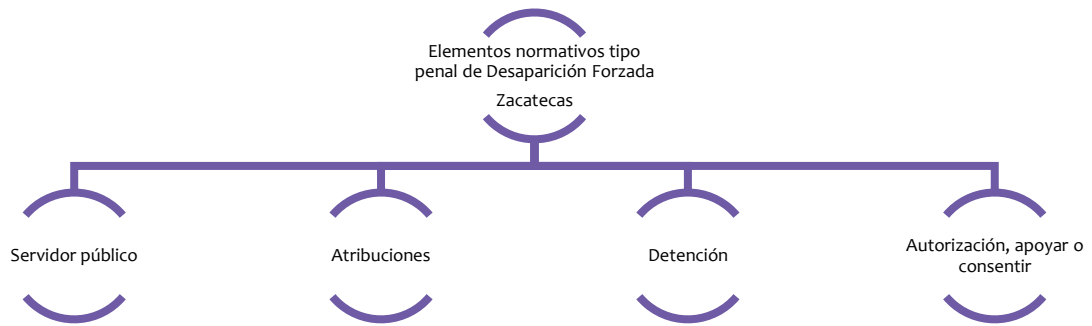 Elementos normativos tipo
penal de Desaparición Forzada
Zacatecas
Servidor público
Atribuciones
Detención
Autorización, apoyar o
consentir